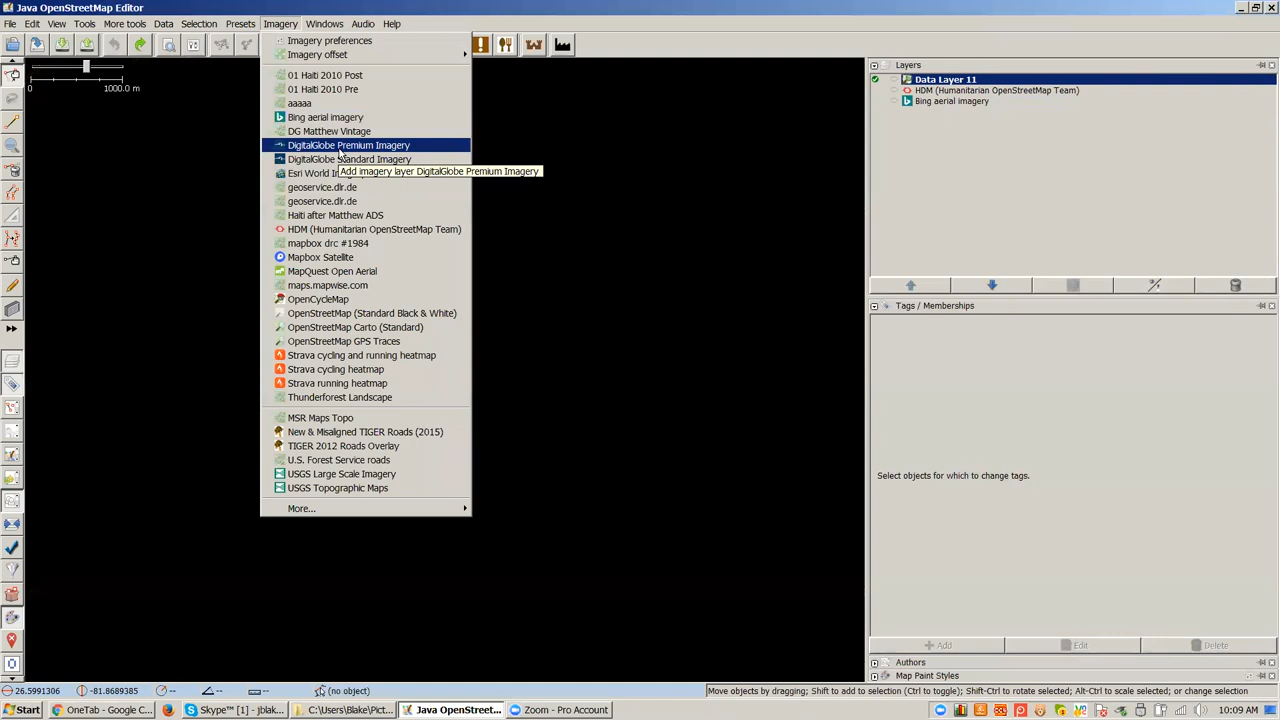 Java OpenStreetMap Editor
File Edit View Tools More tools Data Selection Presets Imagery Windows Audio Help
0 1000.0 m
Imagery preferences
Imagery offset
01 Haiti 2010 Post
01 Haiti 2010 Pre
aaaaa
Bing aerial imagery
DG Matthew Vintage
DigitalGlobe Premium Imagery
DigitalGlobe Standard Imagery
Esri World
Add imagery layer DigitalGlobe Premium Imagery
geoservice.dlr.de
geoservice.dlr.de
Haiti after Matthew ADS
HDM (Humanitarian OpenStreetMap Team)
mapbox drc #1984
Mapbox Satellite
MapQuest Open Aerial
maps.mapwise.com
OpenCycleMap
OpenStreetMap (Standard Black & White)
OpenStreetMap Carto (Standard)
OpenStreetMap GPS Traces
Strava cycling and running heatmap
Strava cycling heatmap
Strava running heatmap
Thunderforest Landscape
MSR Maps Topo
New & Misaligned TIGER Roads (2015)
TIGER 2012 Roads Overlay
U.S. Forest Service roads
USGS Large Scale Imagery
USGS Topographic Maps
More...
Layers
Data Layer 11
HDM (Humanitarian OpenStreetMap Team)
Bing aerial imagery
Tags / Memberships
Select objects for which to change tags.
Add Edit Delete
Authors
Map Paint Styles
26.5991306 -81.8689385 -- -- -- (no object) Move objects by dragging; Shift to add to selection (Ctrl to toggle); Shift-Ctrl to rotate selected; Alt-Ctrl to scale selected; or change selection
Start OneTab - Google C... Skype™ [1] - jblak... C:\Users\Blake\Pict... Java OpenStreet... Zoom - Pro Account 10:09 AM